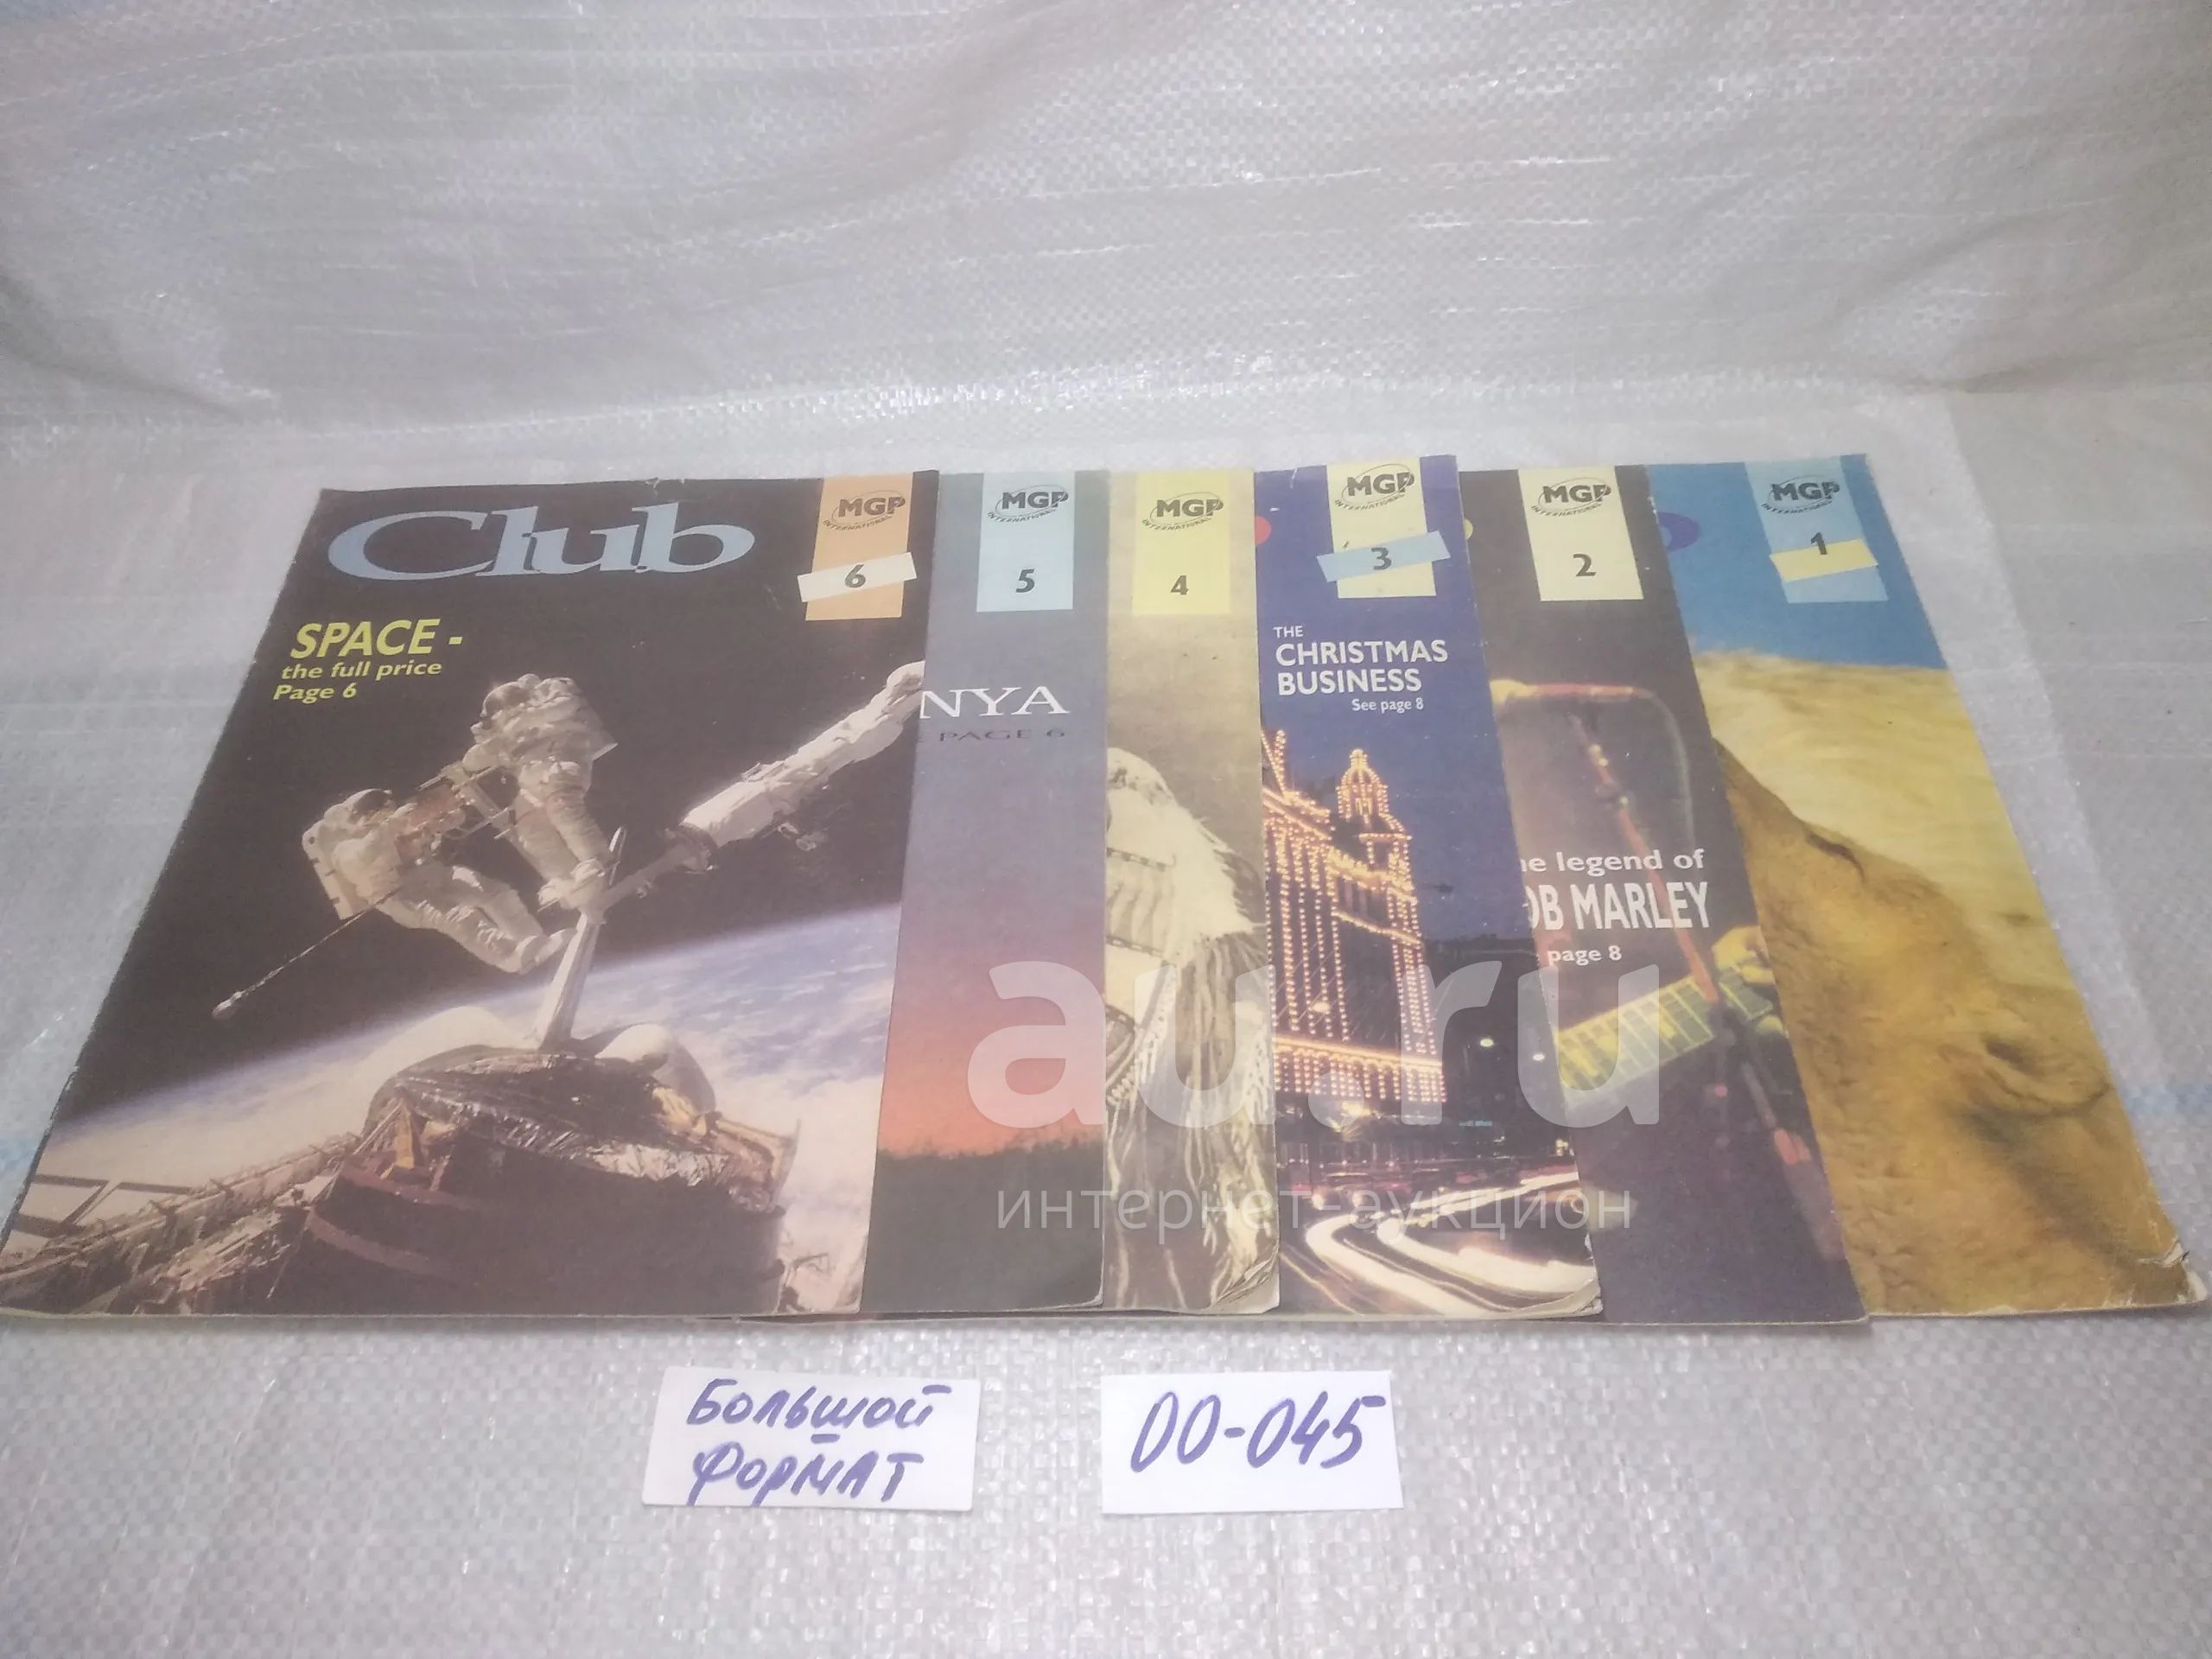 Club
MGP
INTERNATIONAL
6
SPACE -
the full price
Page 6
MGP
INTERNATIONAL
5
NYA
PAGE 6
MGP
INTERNATIONAL
4
MGP
INTERNATIONAL
3
THE
CHRISTMAS
BUSINESS
See page 8
MGP
INTERNATIONAL
2
e legend of
OB MARLEY
page 8
MGP
INTERNATIONAL
1
au.ru
интернет-аукцион
Большой
формат
00-045